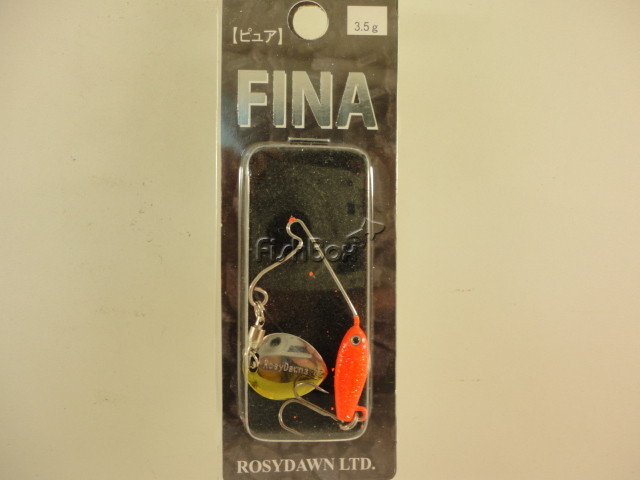 3.5g
【ピュア】
FINA
FishBox
RosyDawn
ROSYDAWN LTD.